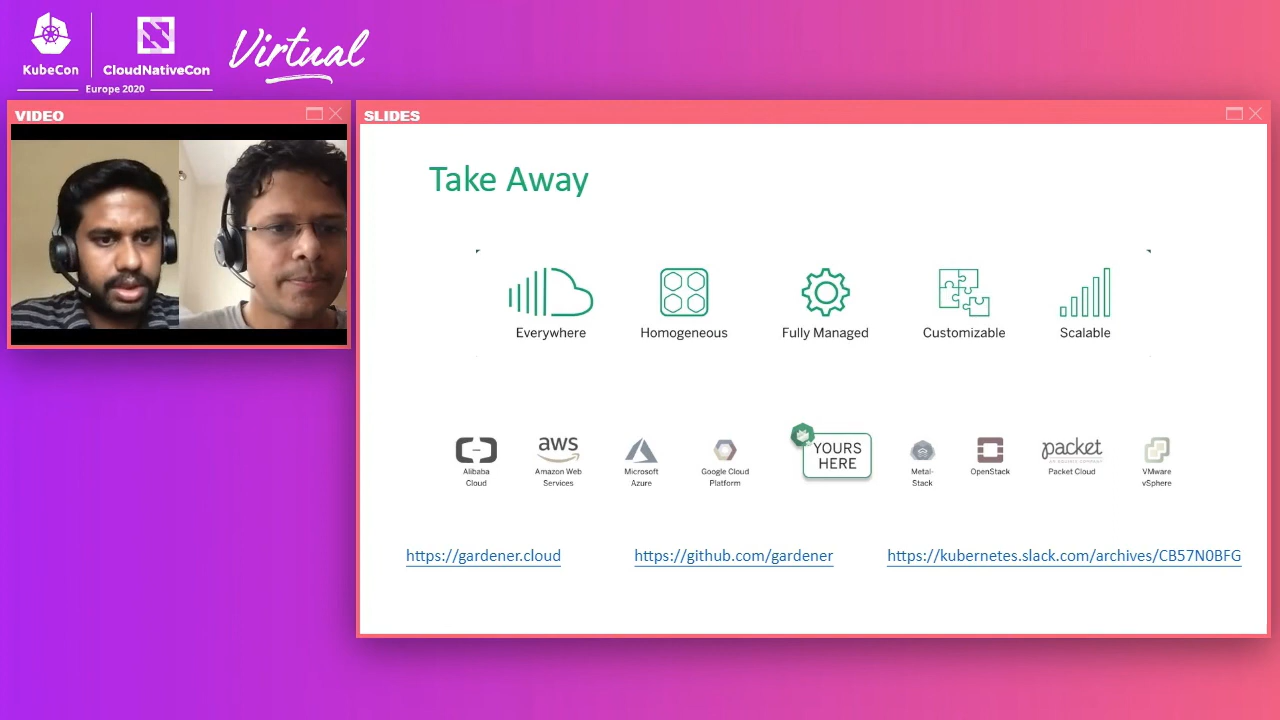 KubeCon
CloudNativeCon
Europe 2020
Virtual
VIDEO
SLIDES
Take Away
Everywhere
Homogeneous
Fully Managed
Customizable
Scalable
aws
YOURS
HERE
packet
Alibaba
Cloud
Amazon Web
Services
Microsoft
Azure
Google Cloud
Platform
Metal-
Stack
OpenStack
Packet Cloud
VMware
vSphere
https://gardener.cloud
https://github.com/gardener
https://kubernetes.slack.com/archives/CB57N0BFG